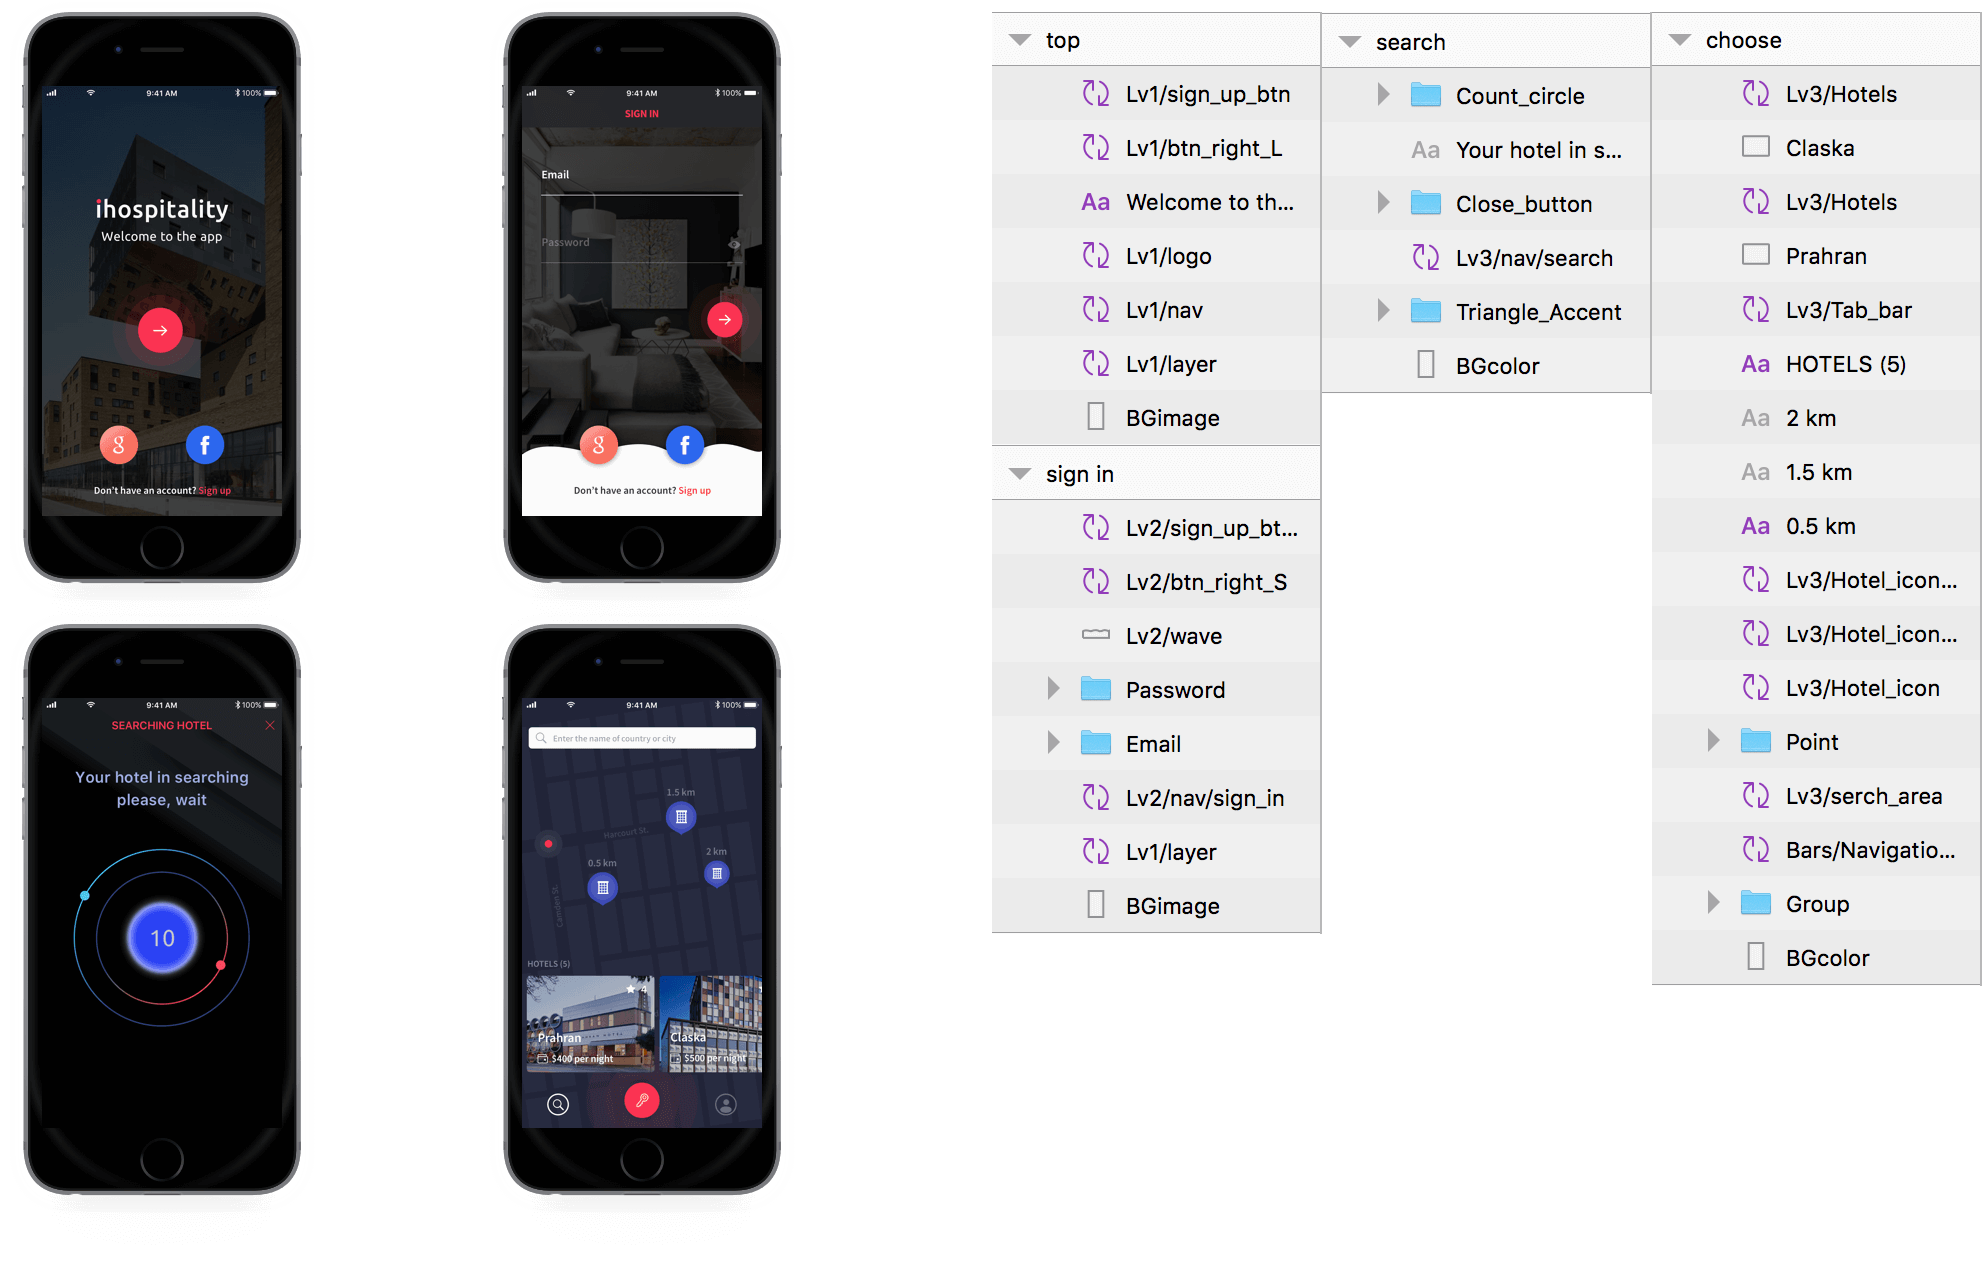 9:41 AM
100%
ihospitality
Welcome to the app
g
f
Don't have an account? Sign up
9:41 AM
100%
SIGN IN
Email
Password
g
f
Don't have an account? Sign up
9:41 AM
100%
SEARCHING HOTEL
Your hotel in searching
please, wait
10
9:41 AM
100%
Enter the name of country or city
1.5 km
Harcourt St.
2 km
0.5 km
Camden St.
HOTELS (5)
4
Prahran
$400 per night
Claska
$500 per night
top
Lv1/sign_up_btn
Lv1/btn_right_L
Aa Welcome to th...
Lv1/logo
Lv1/nav
Lv1/layer
BGimage
sign in
Lv2/sign_up_bt...
Lv2/btn_right_S
Lv2/wave
Password
Email
Lv2/nav/sign_in
Lv1/layer
BGimage
search
Count_circle
Aa Your hotel in s...
Close_button
Lv3/nav/search
Triangle_Accent
BGcolor
choose
Lv3/Hotels
Claska
Lv3/Hotels
Prahran
Lv3/Tab_bar
Aa HOTELS (5)
Aa 2 km
Aa 1.5 km
Aa 0.5 km
Lv3/Hotel_icon...
Lv3/Hotel_icon...
Lv3/Hotel_icon
Point
Lv3/serch_area
Bars/Navigatio...
Group
BGcolor